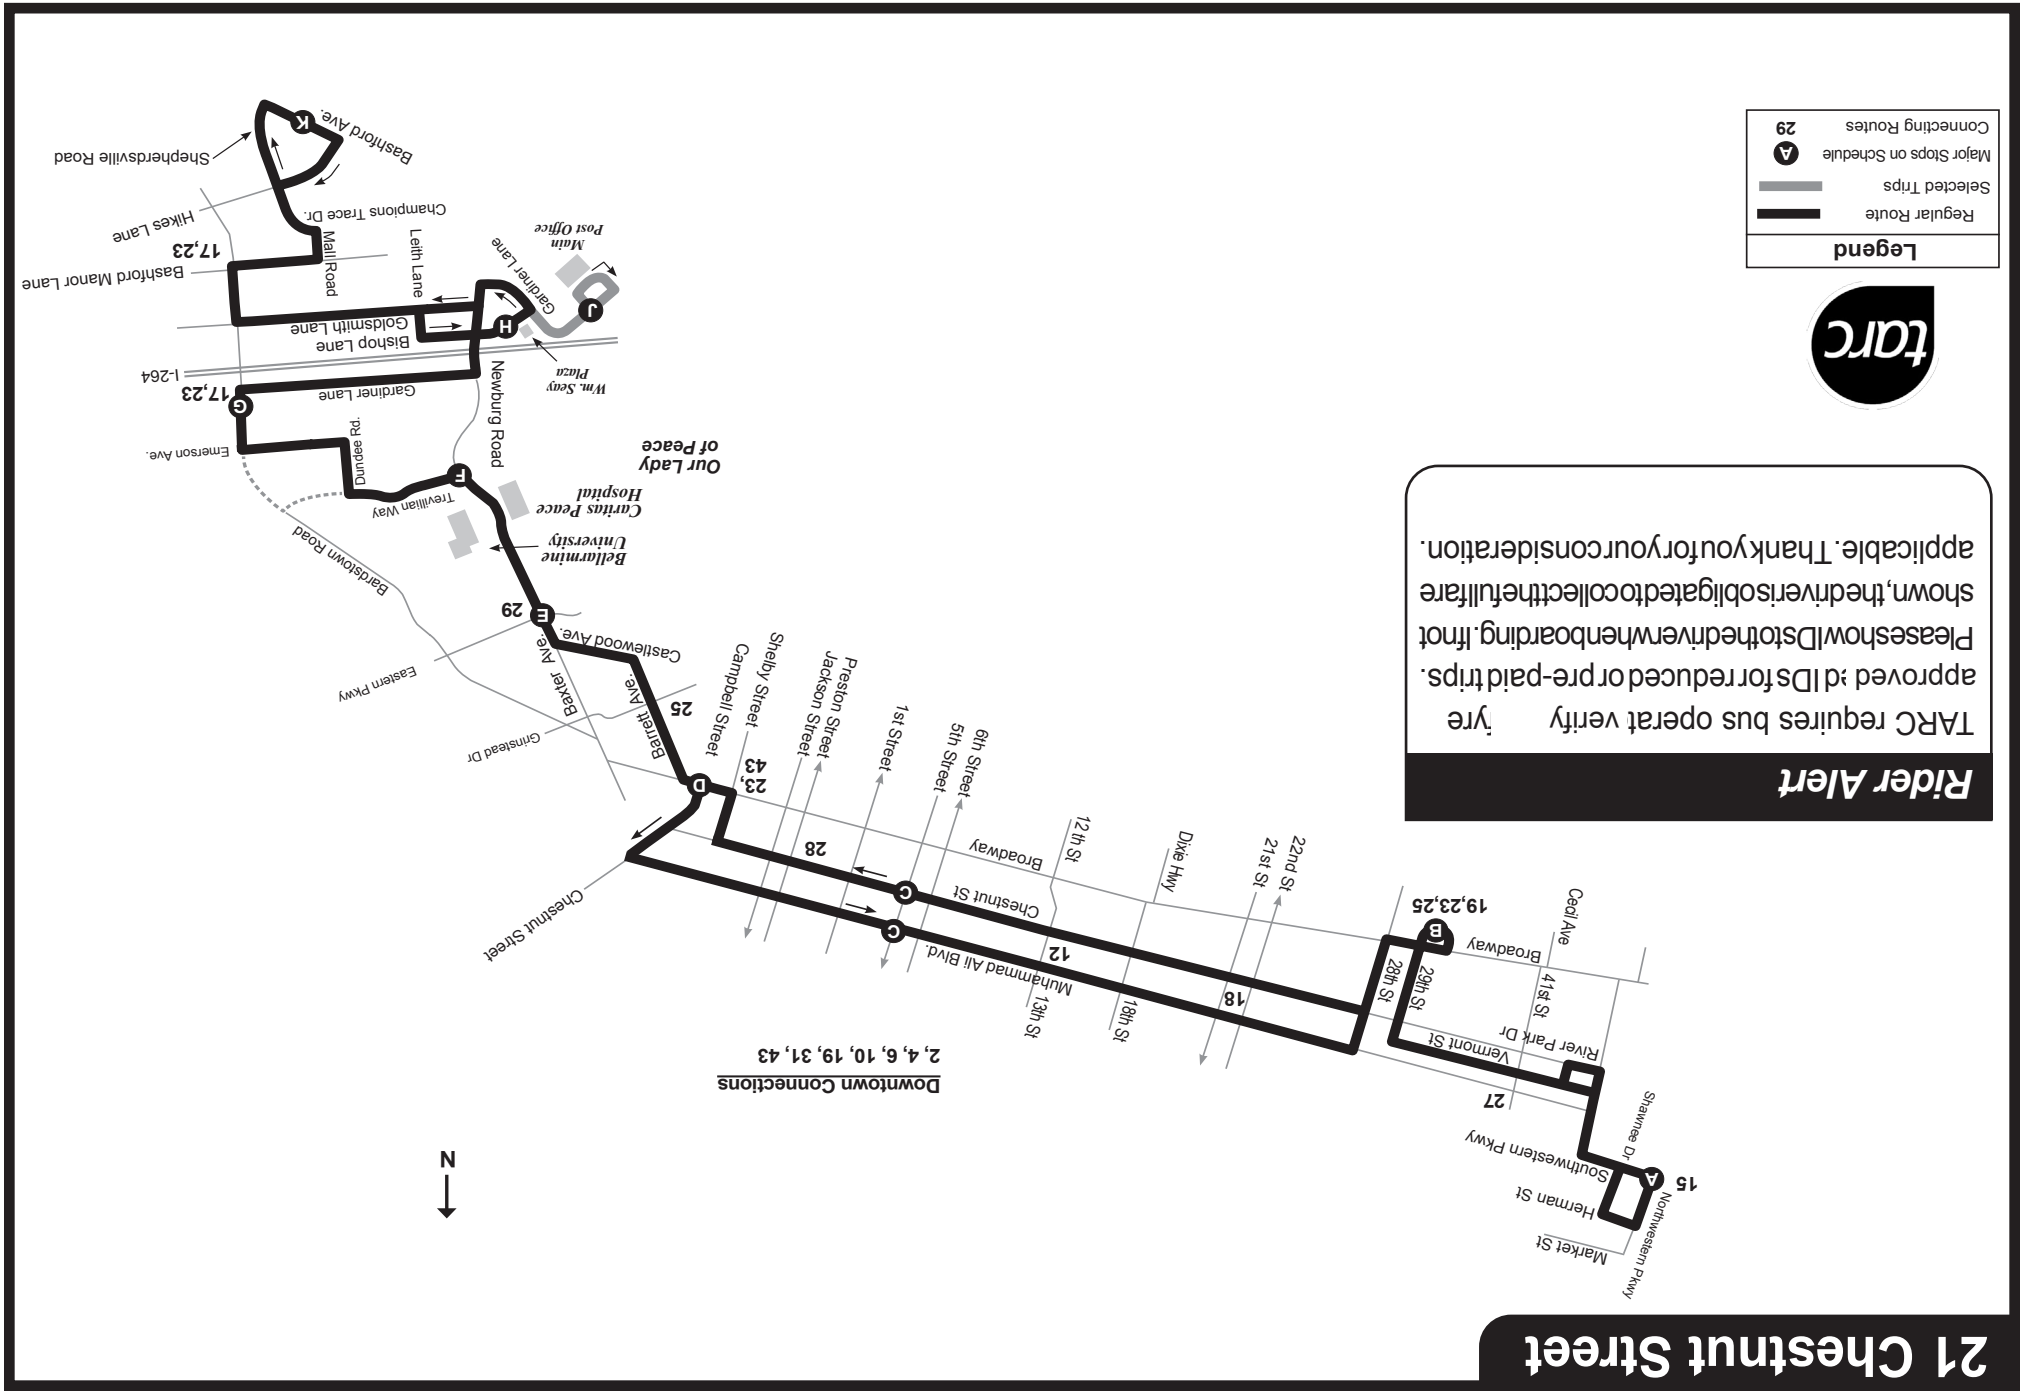 21 Chestnut Street
Market St
Northwestern Pkwy
Herman St
15
A
Southwestern Pkwy
Shawnee Dr
27
N
Downtown Connections
2, 4, 6, 10, 19, 31, 43
River Park Dr
Vermont St
41st St
Cecil Ave
Broadway
29th St
28th St
B
19,23,25
18
18th St
13th St
22nd St
21st St
Dixie Hwy
12 th St
Muhammad Ali Blvd.
12
Chestnut St
Broadway
C
C
6th Street
5th Street
1st Street
28
Preston Street
Jackson Street
Shelby Street
Campbell Street
Chestnut Street
23,
43
D
Barrett Ave.
25
Grinstead Dr
Castlewood Ave.
Baxter Ave.
Eastern Pkwy
E
29
Bellarmine
University
Caritas Peace
Hospital
Our Lady
of Peace
Bardstown Road
F
Trevillian Way
Dundee Rd.
Newburg Road
Emerson Ave.
G
17,23
Gardiner Lane
I-264
Wm. Seay
Plaza
Bishop Lane
Goldsmith Lane
H
J
Gardiner Lane
Main
Post Office
Leith Lane
Mall Road
Bashford Manor Lane
17,23
Champions Trace Dr.
Hikes Lane
Shepherdsville Road
K
Bashford Ave.
Rider Alert
TARC requires bus operat verify
approved
ed IDs for reduced or pre-paid trips.
Please show IDs to the driver when boarding. If not
shown, the driver is obligated to collect the full fare
applicable. Thank you for your consideration.
tarc
Legend
Regular Route
Selected Trips
Major Stops on Schedule A
Connecting Routes 29